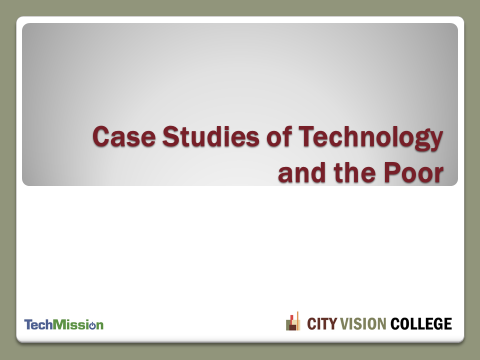 Case Studies of Technology
and the Poor
TechMission
CITY VISION COLLEGE